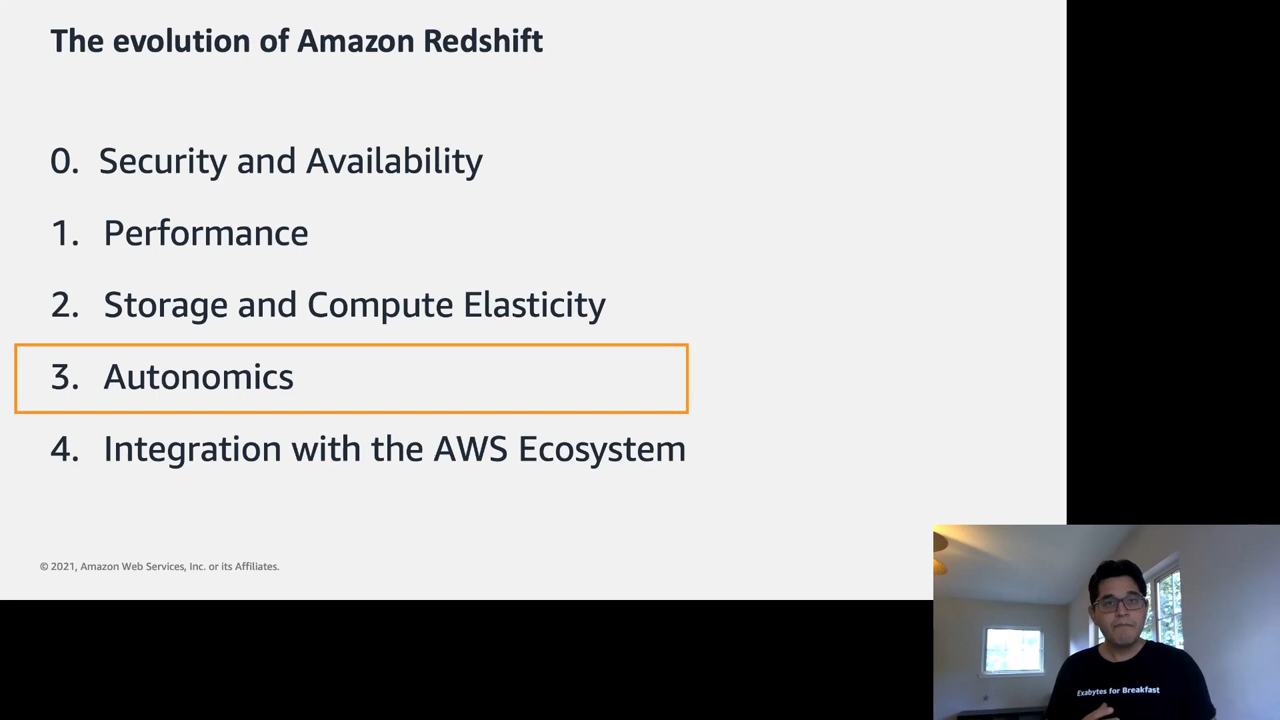 The evolution of Amazon Redshift
0. Security and Availability
1. Performance
2. Storage and Compute Elasticity
3. Autonomics
4. Integration with the AWS Ecosystem
© 2021, Amazon Web Services, Inc. or its Affiliates.
Exabytes for Breakfast